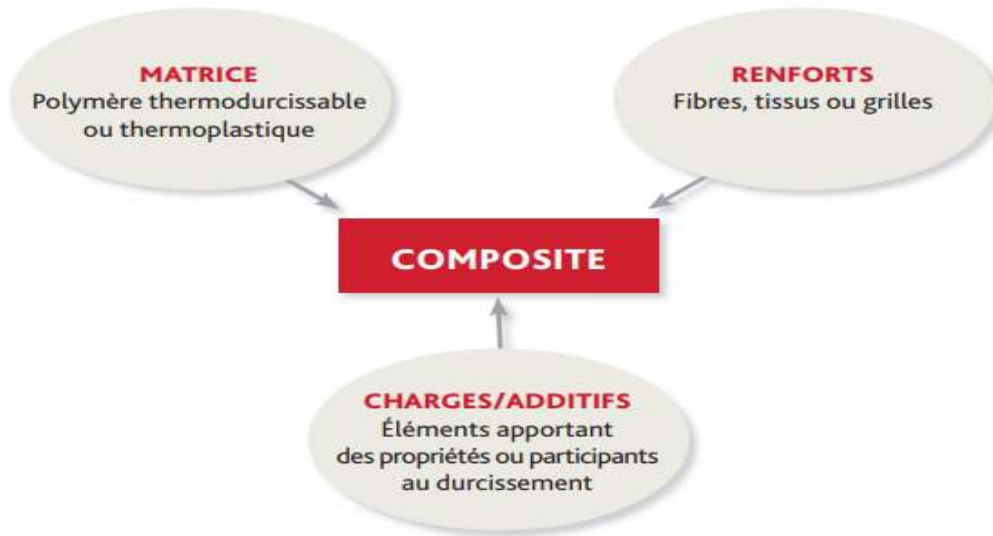 MATRICE
Polymère thermodurcissable
ou thermoplastique
RENFORTS
Fibres, tissus ou grilles
COMPOSITE
CHARGES/ADDITIFS
Éléments apportant
des propriétés ou participants
au durcissement